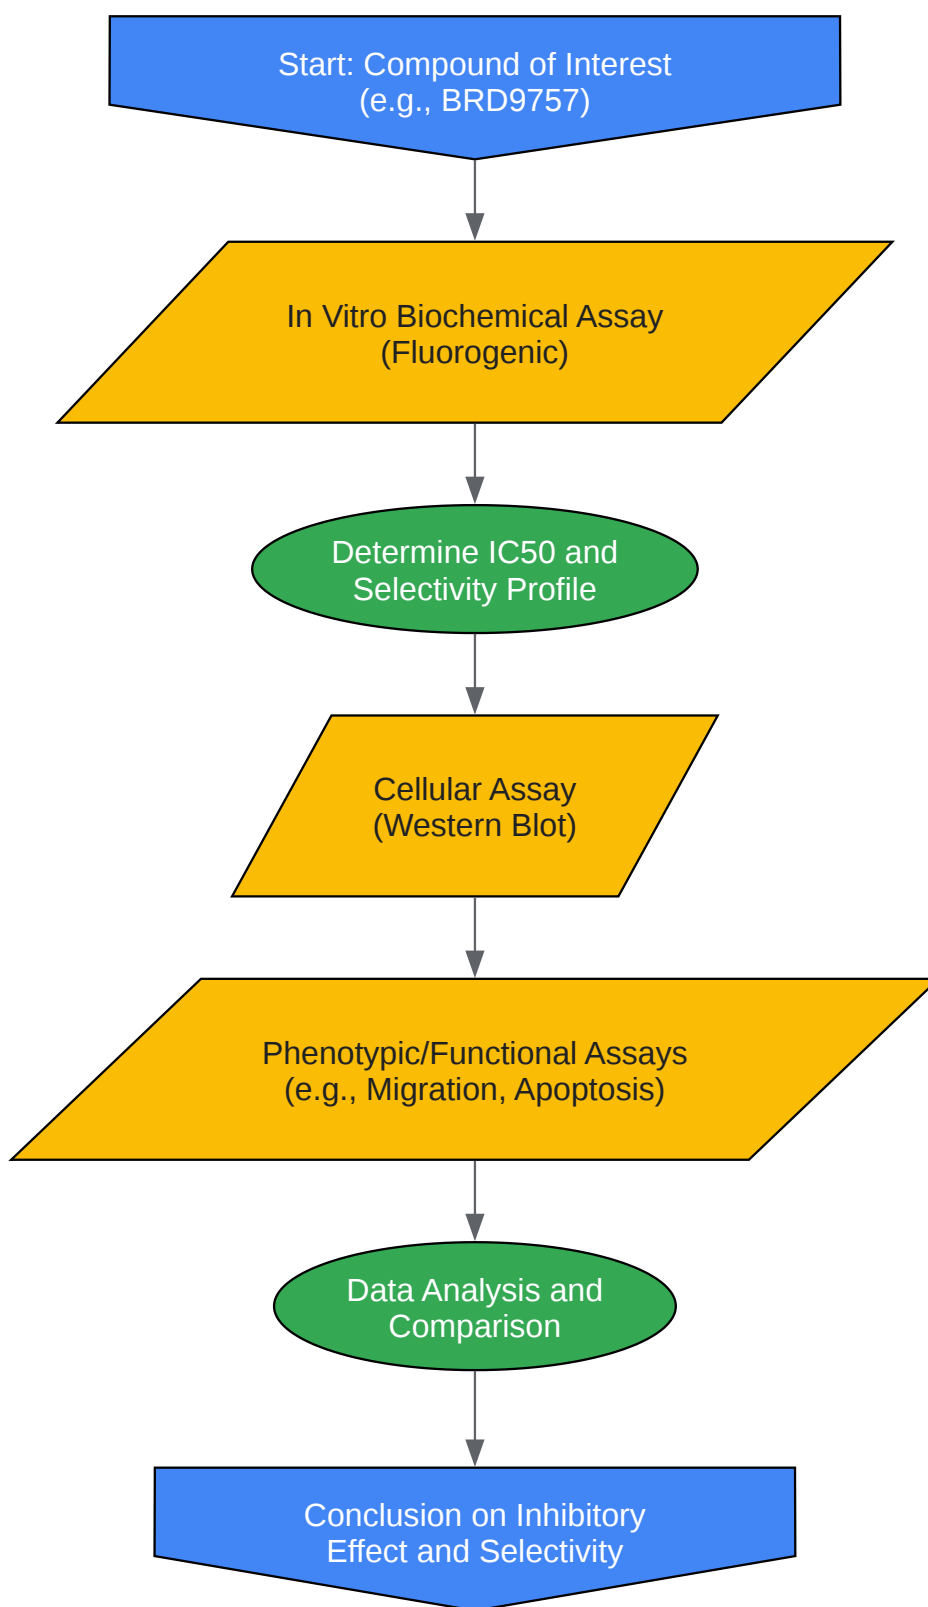 Start: Compound of Interest
(e.g., BRD9757)
In Vitro Biochemical Assay
(Fluorogenic)
Determine IC50 and
Selectivity Profile
Cellular Assay
(Western Blot)
Phenotypic/Functional Assays
(e.g., Migration, Apoptosis)
Data Analysis and
Comparison
Conclusion on Inhibitory
Effect and Selectivity